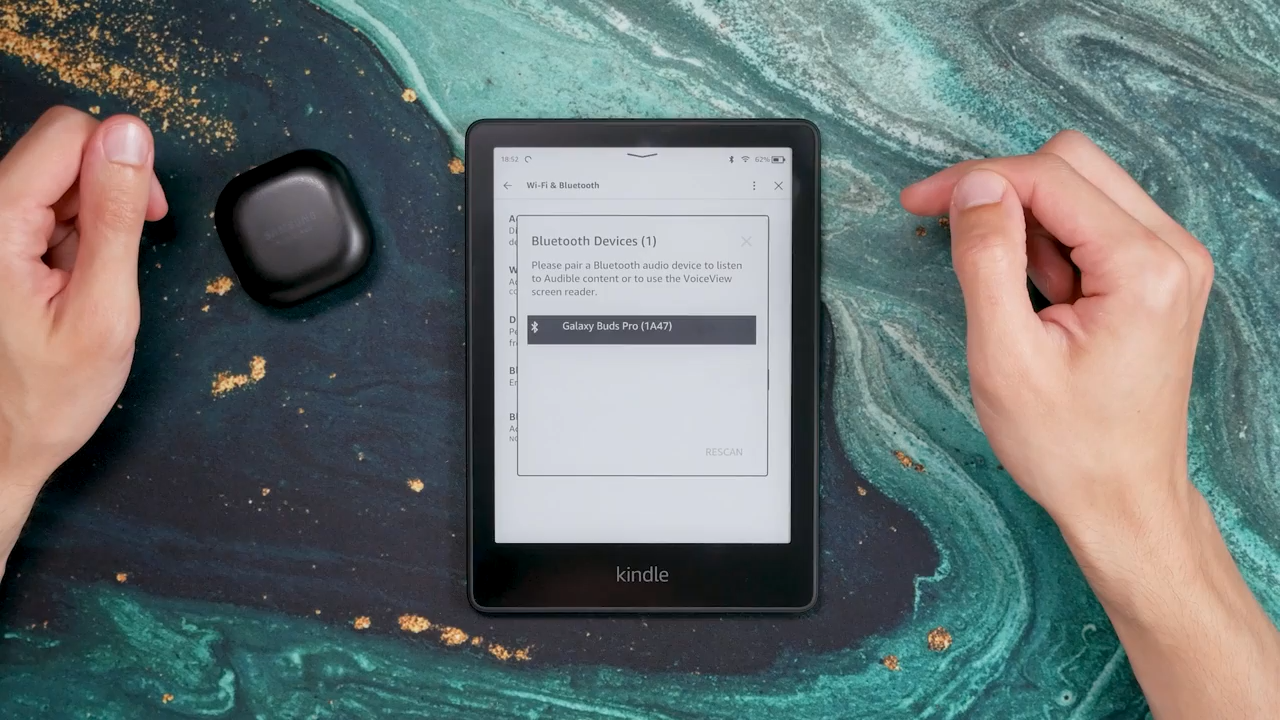 18:52 62%
Wi-Fi & Bluetooth
Bluetooth Devices (1)
Please pair a Bluetooth audio device to listen
to Audible content or to use the VoiceView
screen reader.
Galaxy Buds Pro (1A47)
RESCAN
kindle